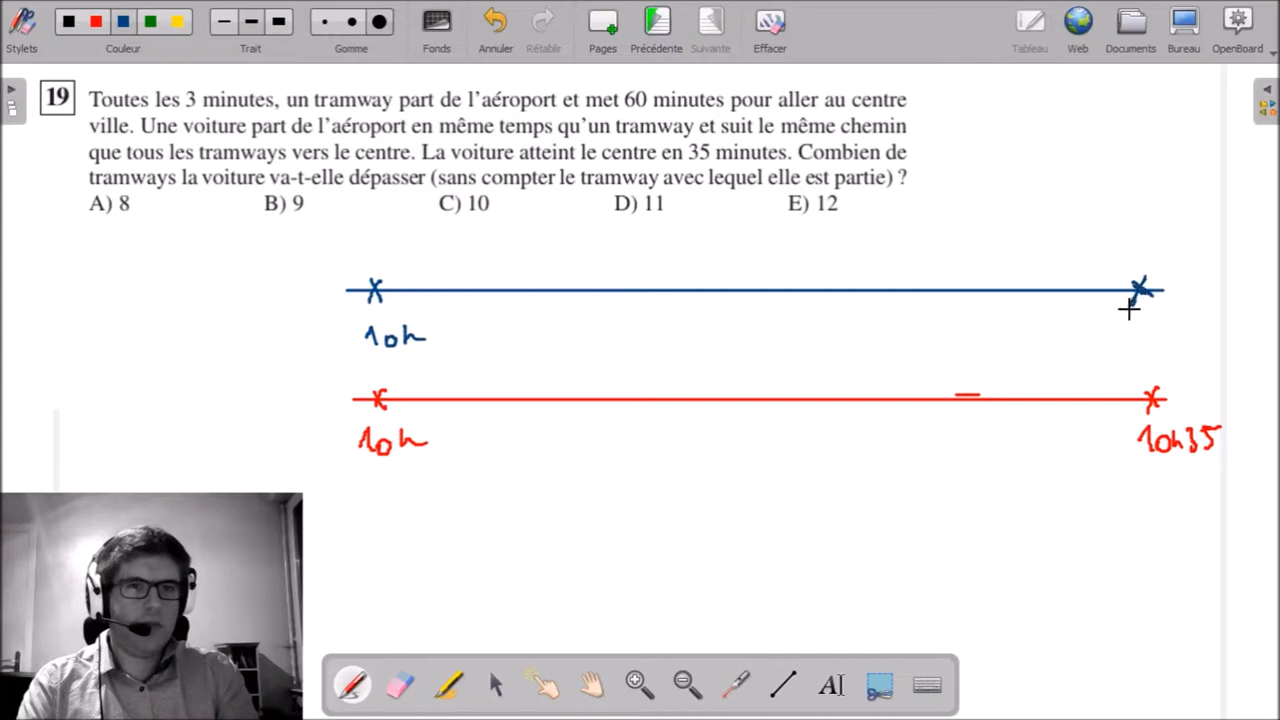 Stylets
Couleur
Trait
Gomme
Fonds
Annuler
Rétablir
Pages
Précédente
Suivante
Effacer
Tableau
Web
Documents
Bureau
OpenBoard
19
Toutes les 3 minutes, un tramway part de l'aéroport et met 60 minutes pour aller au centre
ville. Une voiture part de l'aéroport en même temps qu'un tramway et suit le même chemin
que tous les tramways vers le centre. La voiture atteint le centre en 35 minutes. Combien de
tramways la voiture va-t-elle dépasser (sans compter le tramway avec lequel elle est partie) ?
A) 8 B) 9 C) 10 D) 11 E) 12
10h
10h 10h35
AI